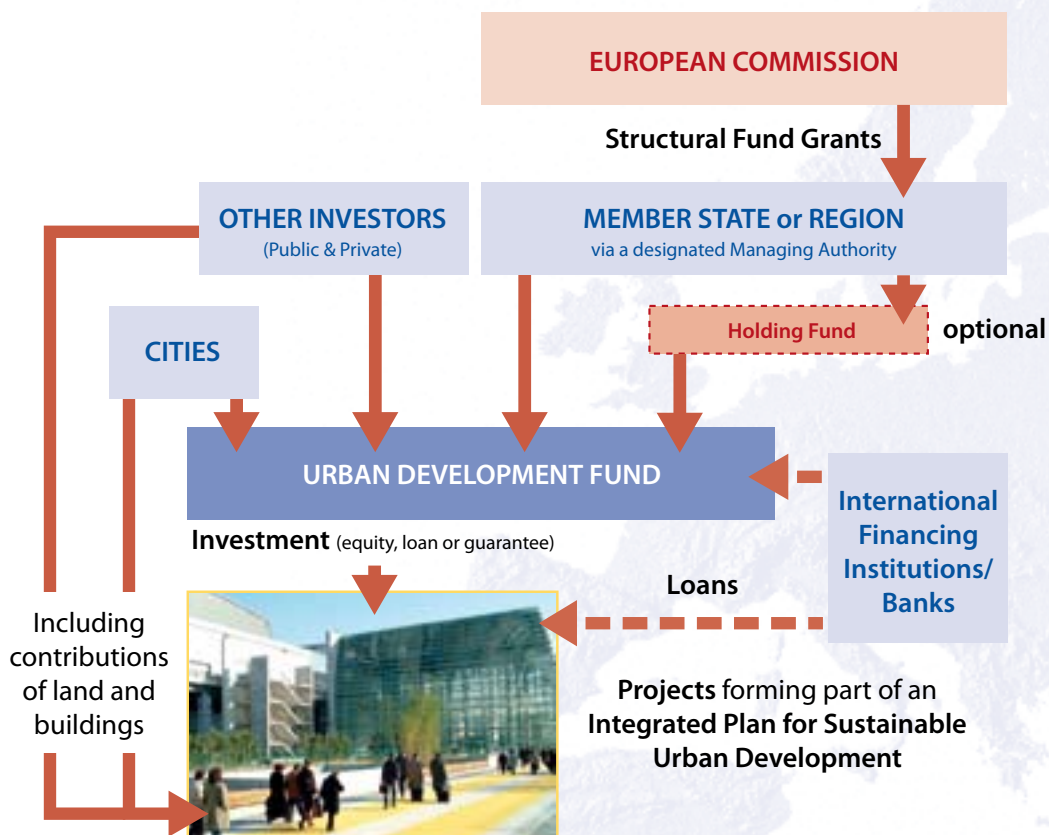 EUROPEAN COMMISSION
Structural Fund Grants
OTHER INVESTORS
(Public & Private)
MEMBER STATE or REGION
via a designated Managing Authority
Holding Fund
optional
CITIES
URBAN DEVELOPMENT FUND
International
Financing
Institutions/
Banks
Investment (equity, loan or guarantee)
Loans
Including
contributions
of land and
buildings
Projects forming part of an
Integrated Plan for Sustainable
Urban Development